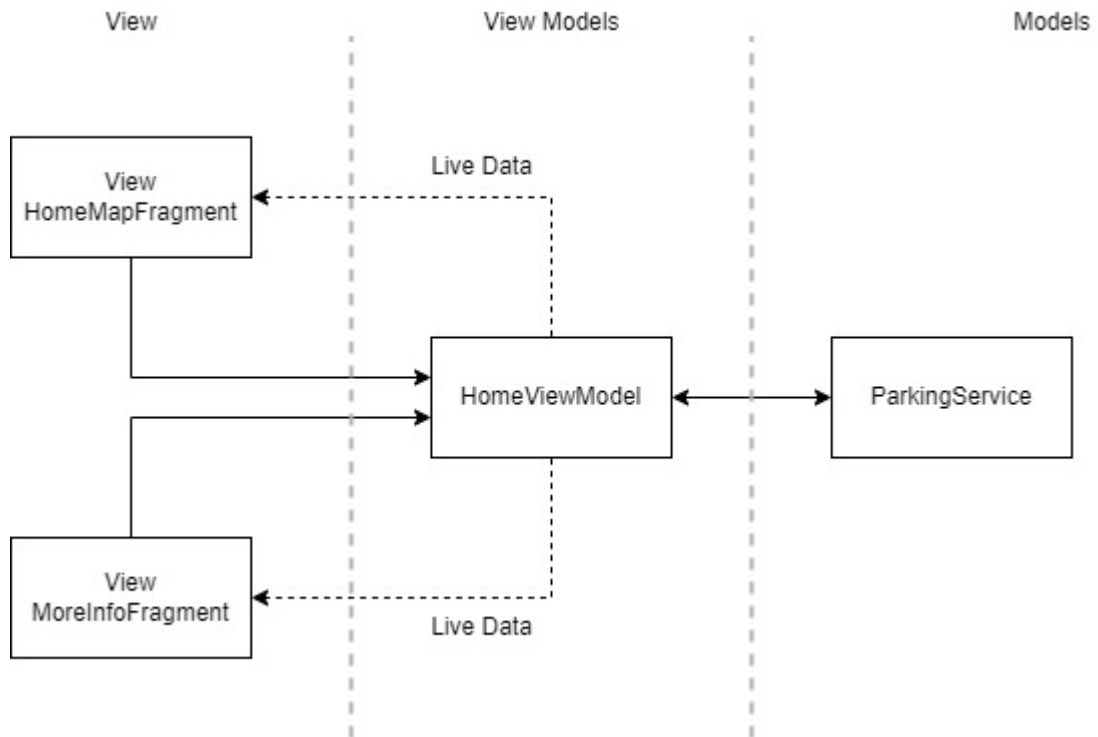 View
View Models
Models
Live Data
View
HomeMapFragment
HomeViewModel
ParkingService
View
MoreInfoFragment
Live Data